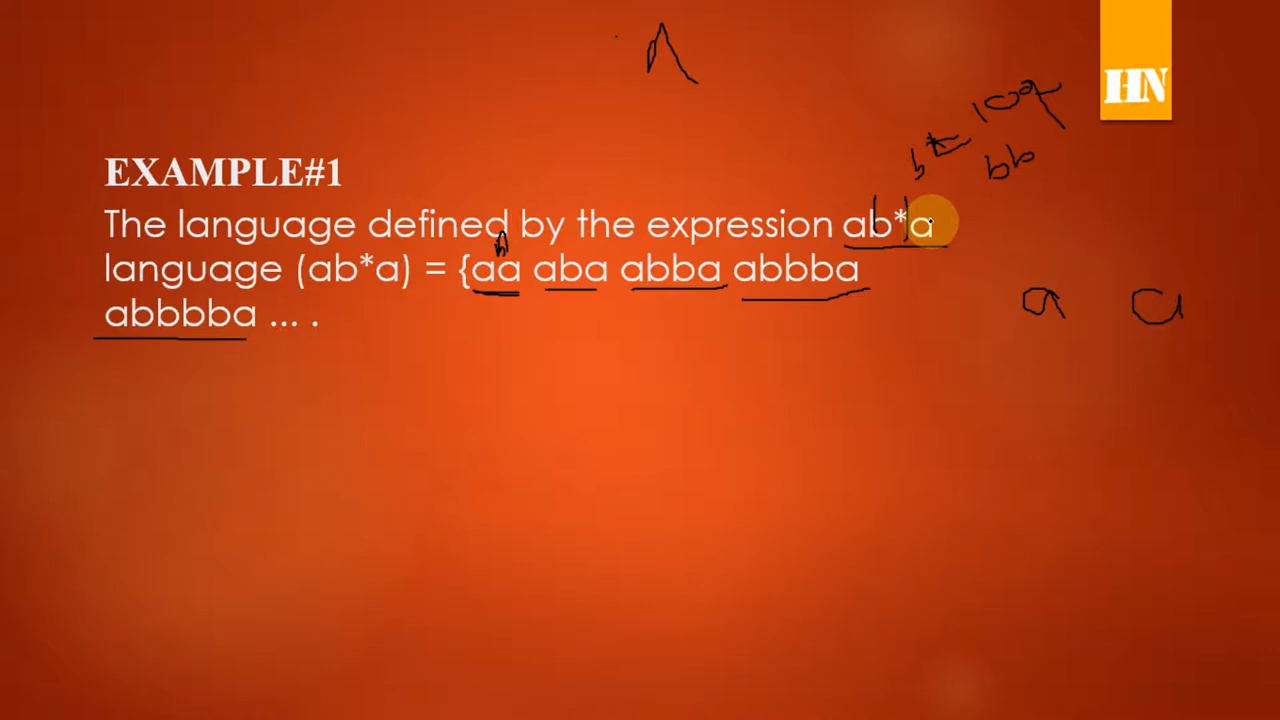 Λ
HN
b* =
bb
EXAMPLE#1
The language defined by the expression ab*a
Λ
language (ab*a) = {aa aba abba abbba
a a
abbbba ... .